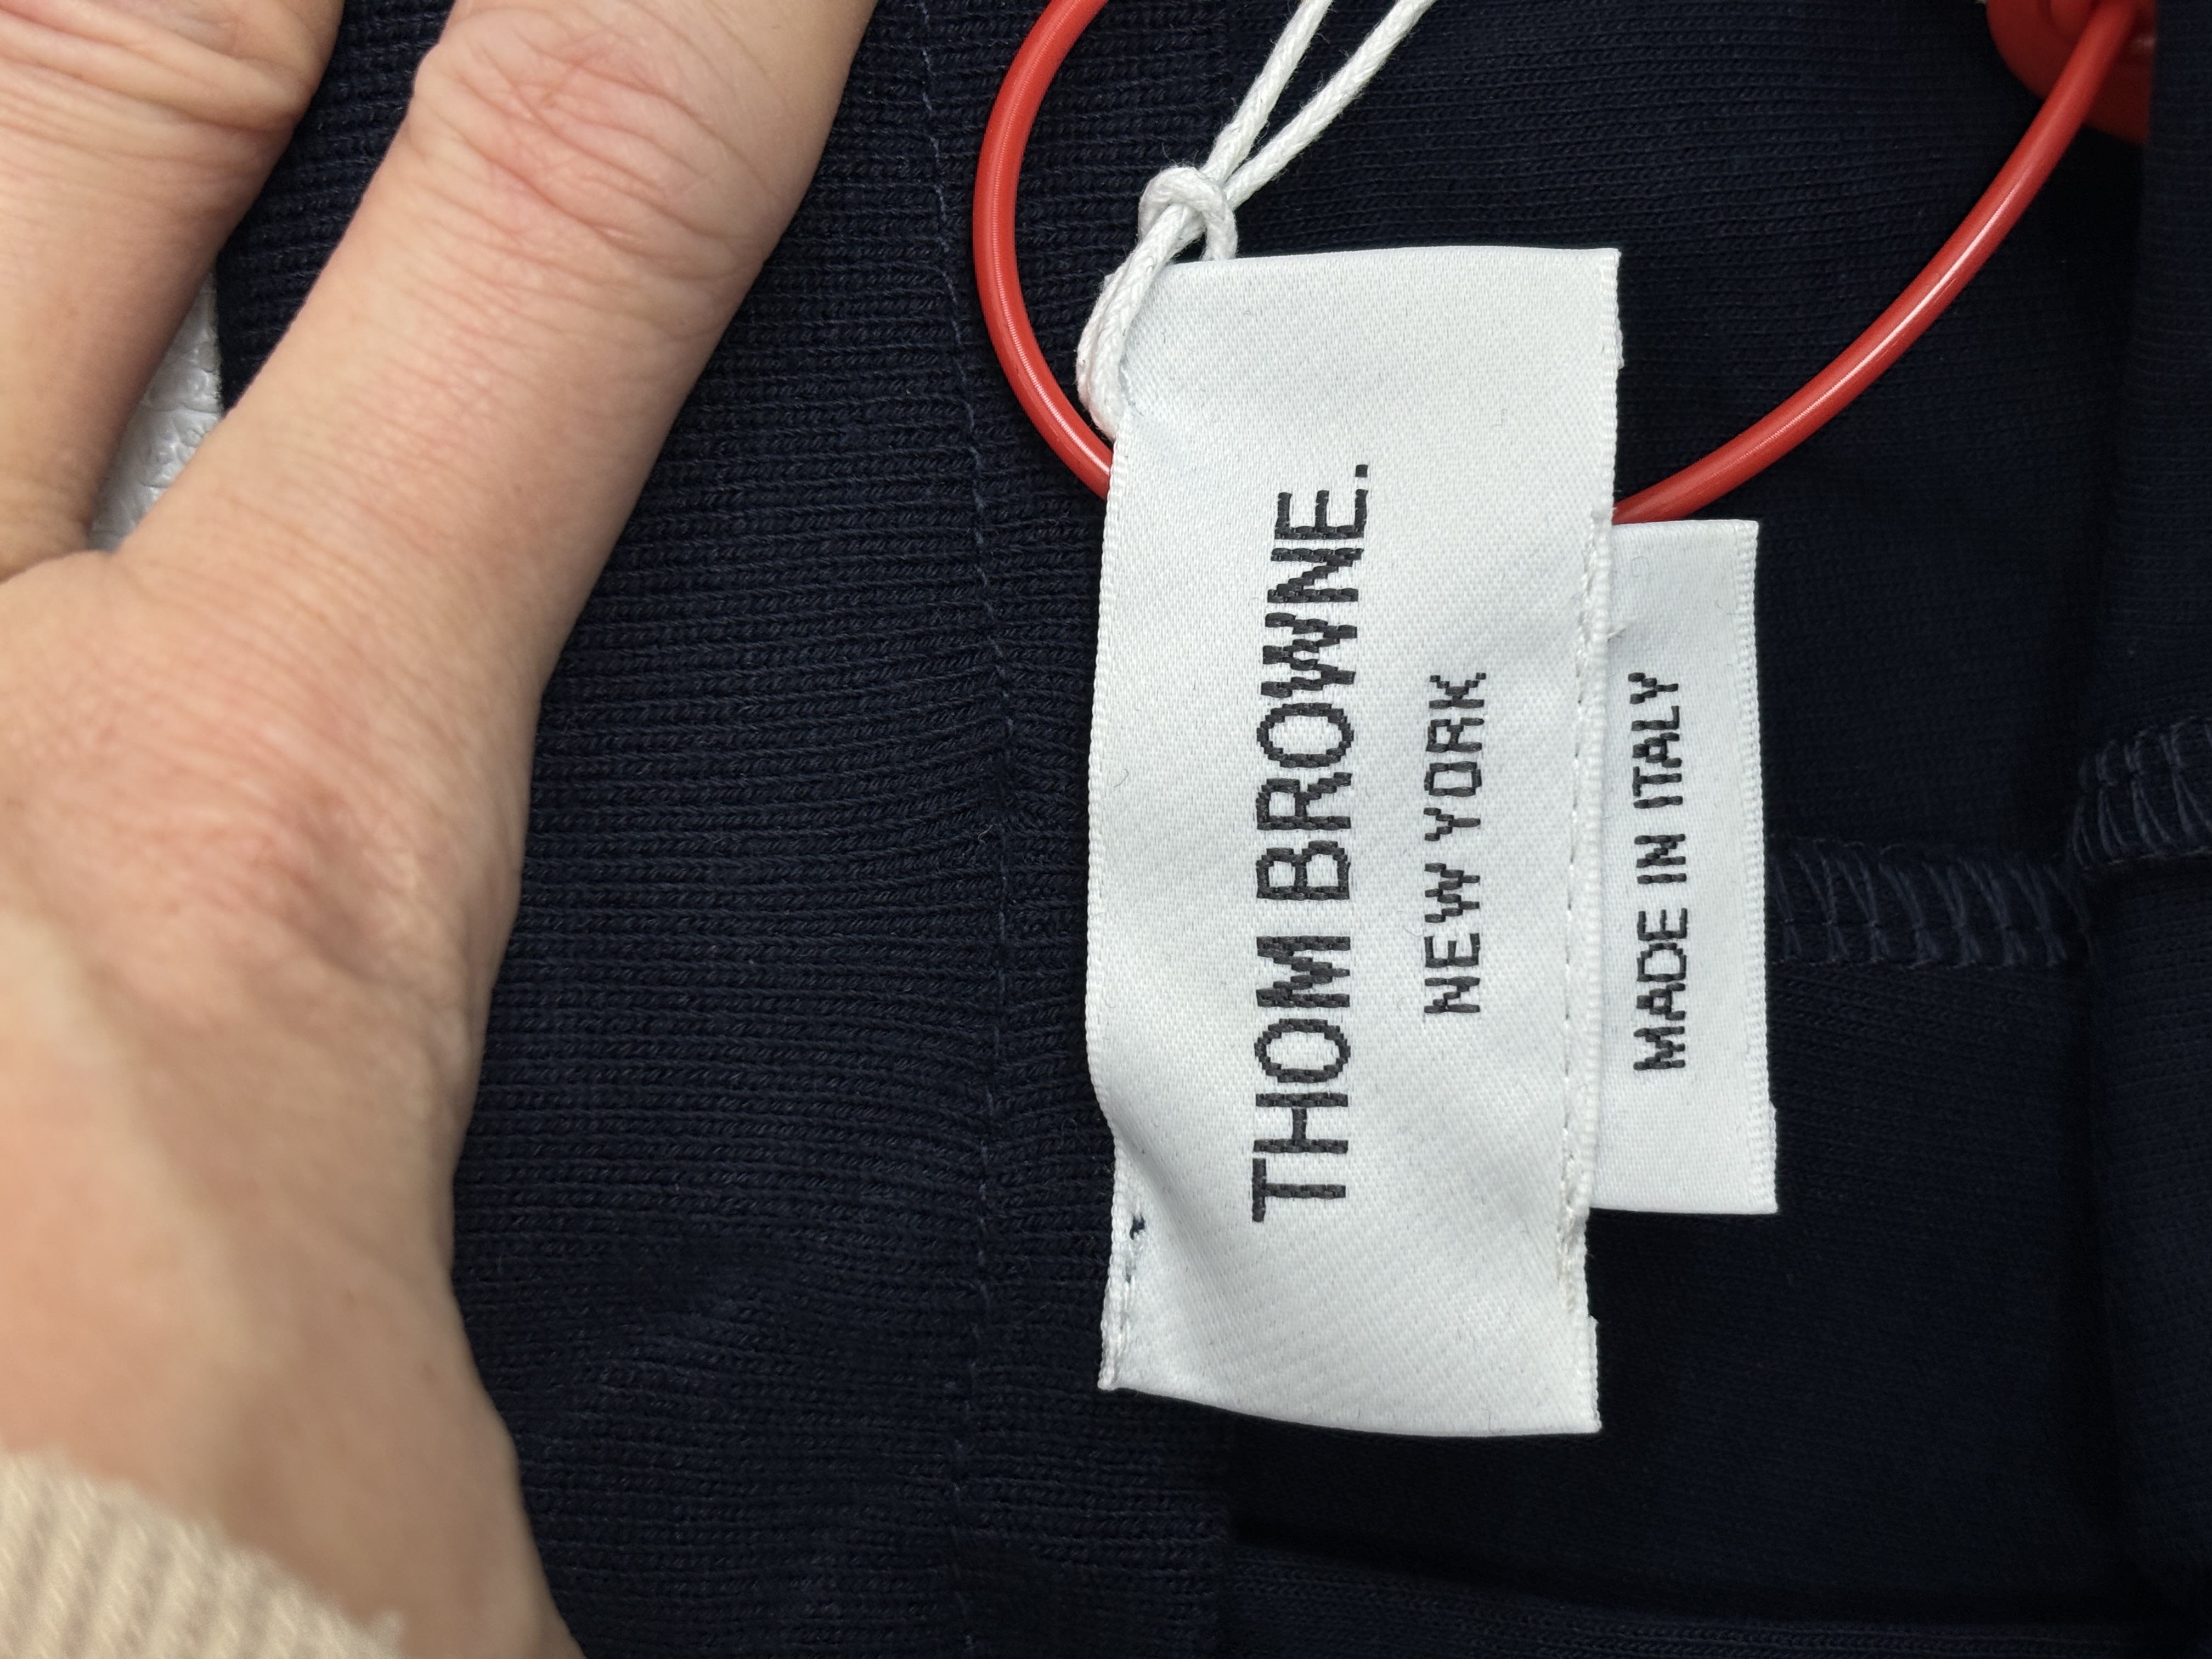 THOM BROWNE.
NEW YORK
MADE IN ITALY